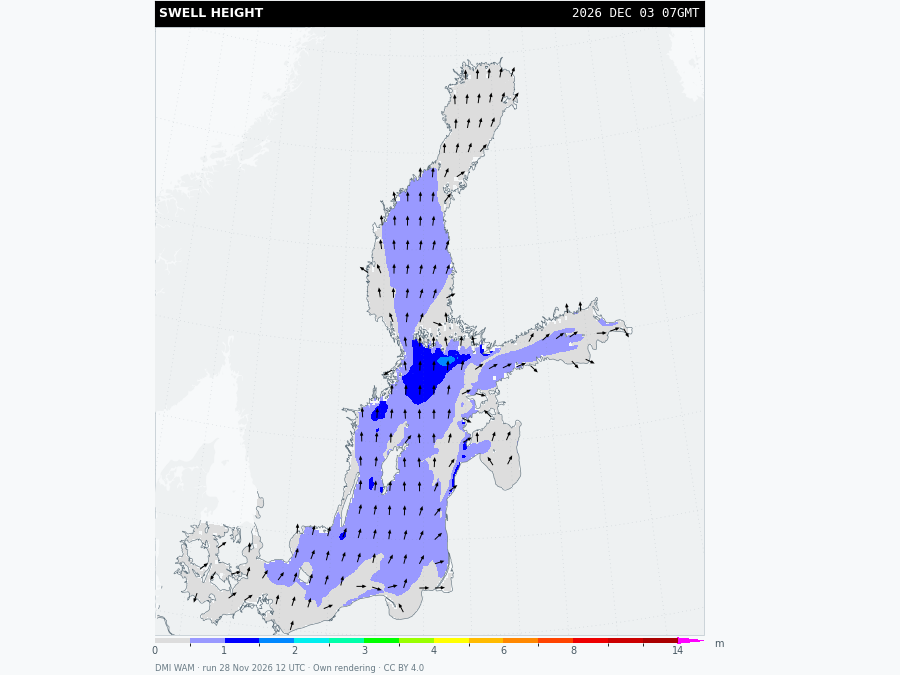 SWELL HEIGHT 2026 DEC 03 07GMT
0 1 2 3 4 6 8 14 m
DMI WAM · run 28 Nov 2026 12 UTC · Own rendering · CC BY 4.0